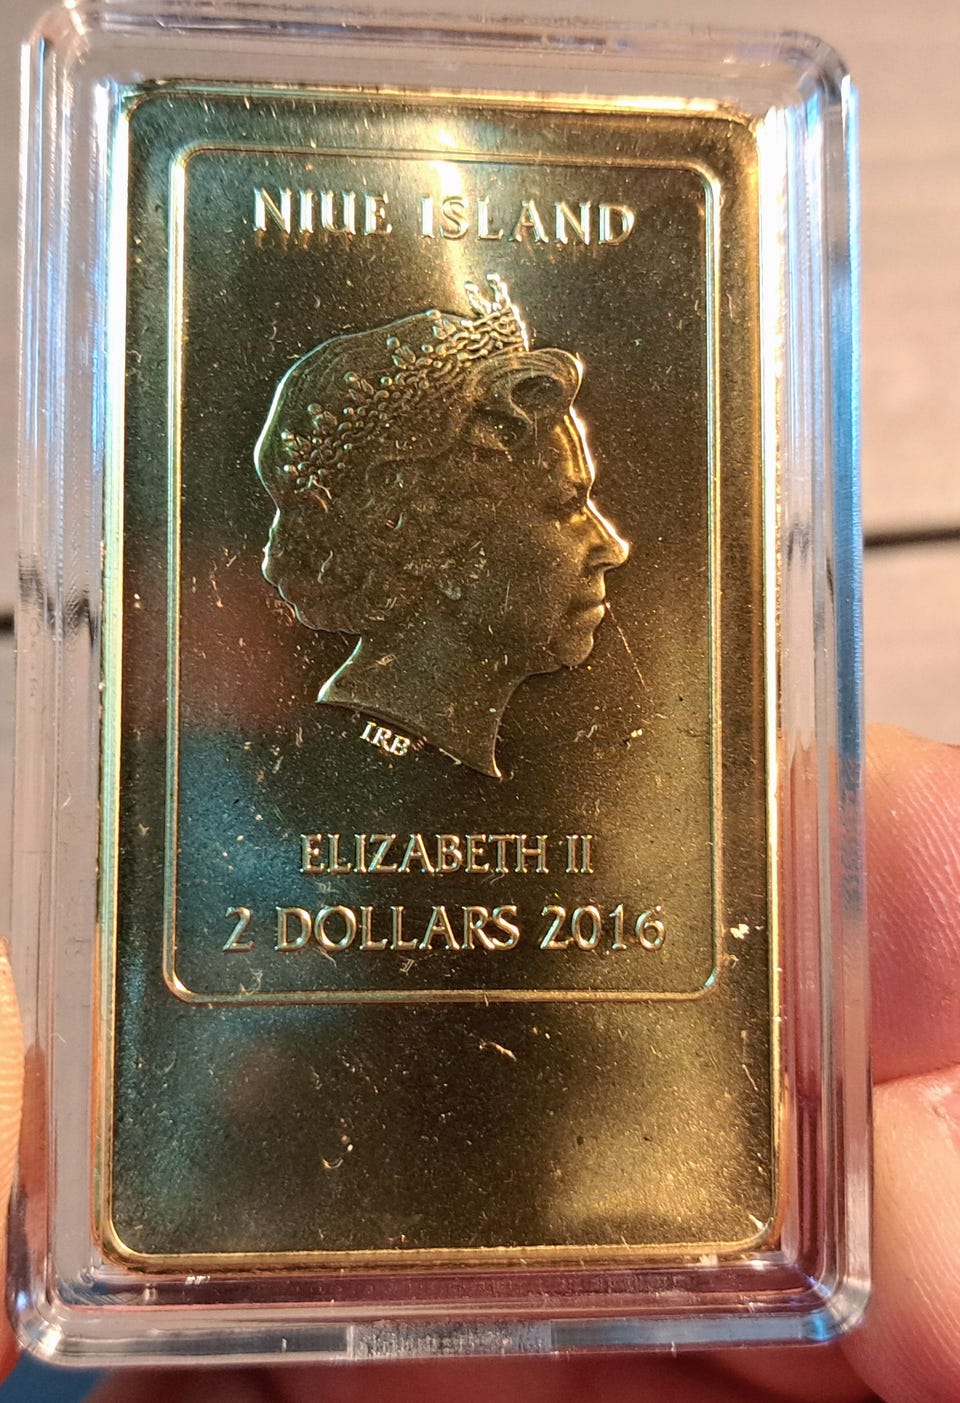 NIUE ISLAND
IRB
ELIZABETH II
2 DOLLARS 2016